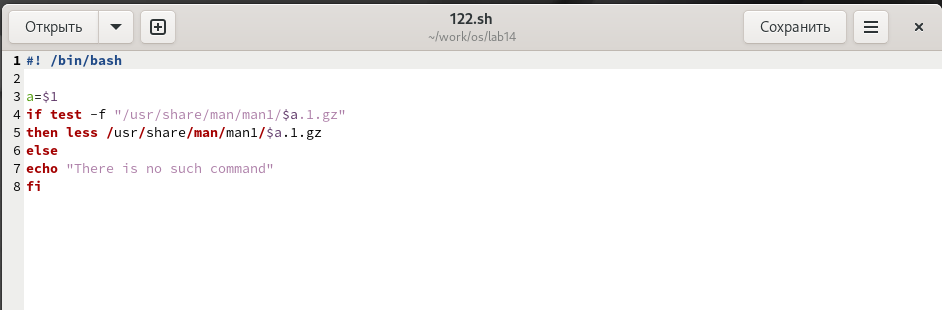 Открыть
122.sh
~/work/os/lab14
Сохранить
1 #! /bin/bash
2
3 a=$1
4 if test -f "/usr/share/man/man1/$a.1.gz"
5 then less /usr/share/man/man1/$a.1.gz
6 else
7 echo "There is no such command"
8 fi